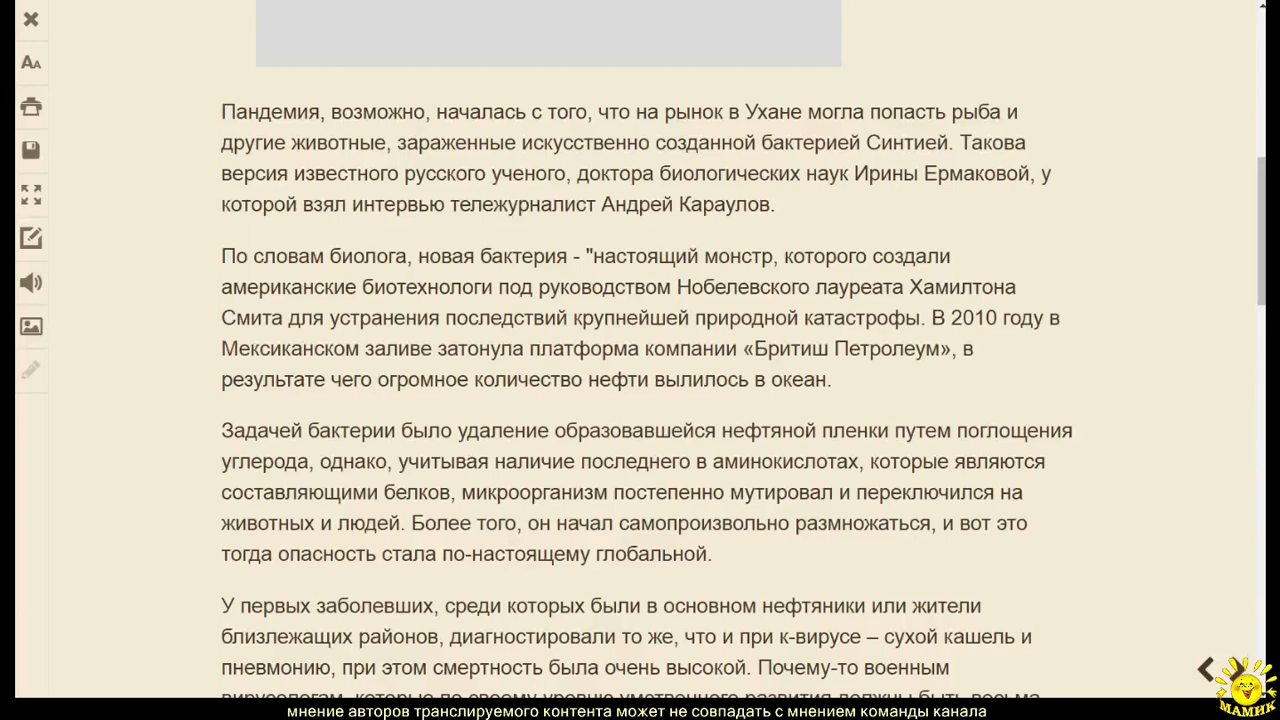 Пандемия, возможно, началась с того, что на рынок в Ухане могла попасть рыба и
другие животные, зараженные искусственно созданной бактерией Синтией. Такова
версия известного русского ученого, доктора биологических наук Ирины Ермаковой, у
которой взял интервью тележурналист Андрей Караулов.
По словам биолога, новая бактерия - "настоящий монстр, которого создали
американские биотехнологи под руководством Нобелевского лауреата Хамилтона
Смита для устранения последствий крупнейшей природной катастрофы. В 2010 году в
Мексиканском заливе затонула платформа компании «Бритиш Петролеум», в
результате чего огромное количество нефти вылилось в океан.
Задачей бактерии было удаление образовавшейся нефтяной пленки путем поглощения
углерода, однако, учитывая наличие последнего в аминокислотах, которые являются
составляющими белков, микроорганизм постепенно мутировал и переключился на
животных и людей. Более того, он начал самопроизвольно размножаться, и вот это
тогда опасность стала по-настоящему глобальной.
У первых заболевших, среди которых были в основном нефтяники или жители
близлежащих районов, диагностировали то же, что и при к-вирусе – сухой кашель и
пневмонию, при этом смертность была очень высокой. Почему-то военным
МАМИК
мнение авторов транслируемого контента может не совпадать с мнением команды канала